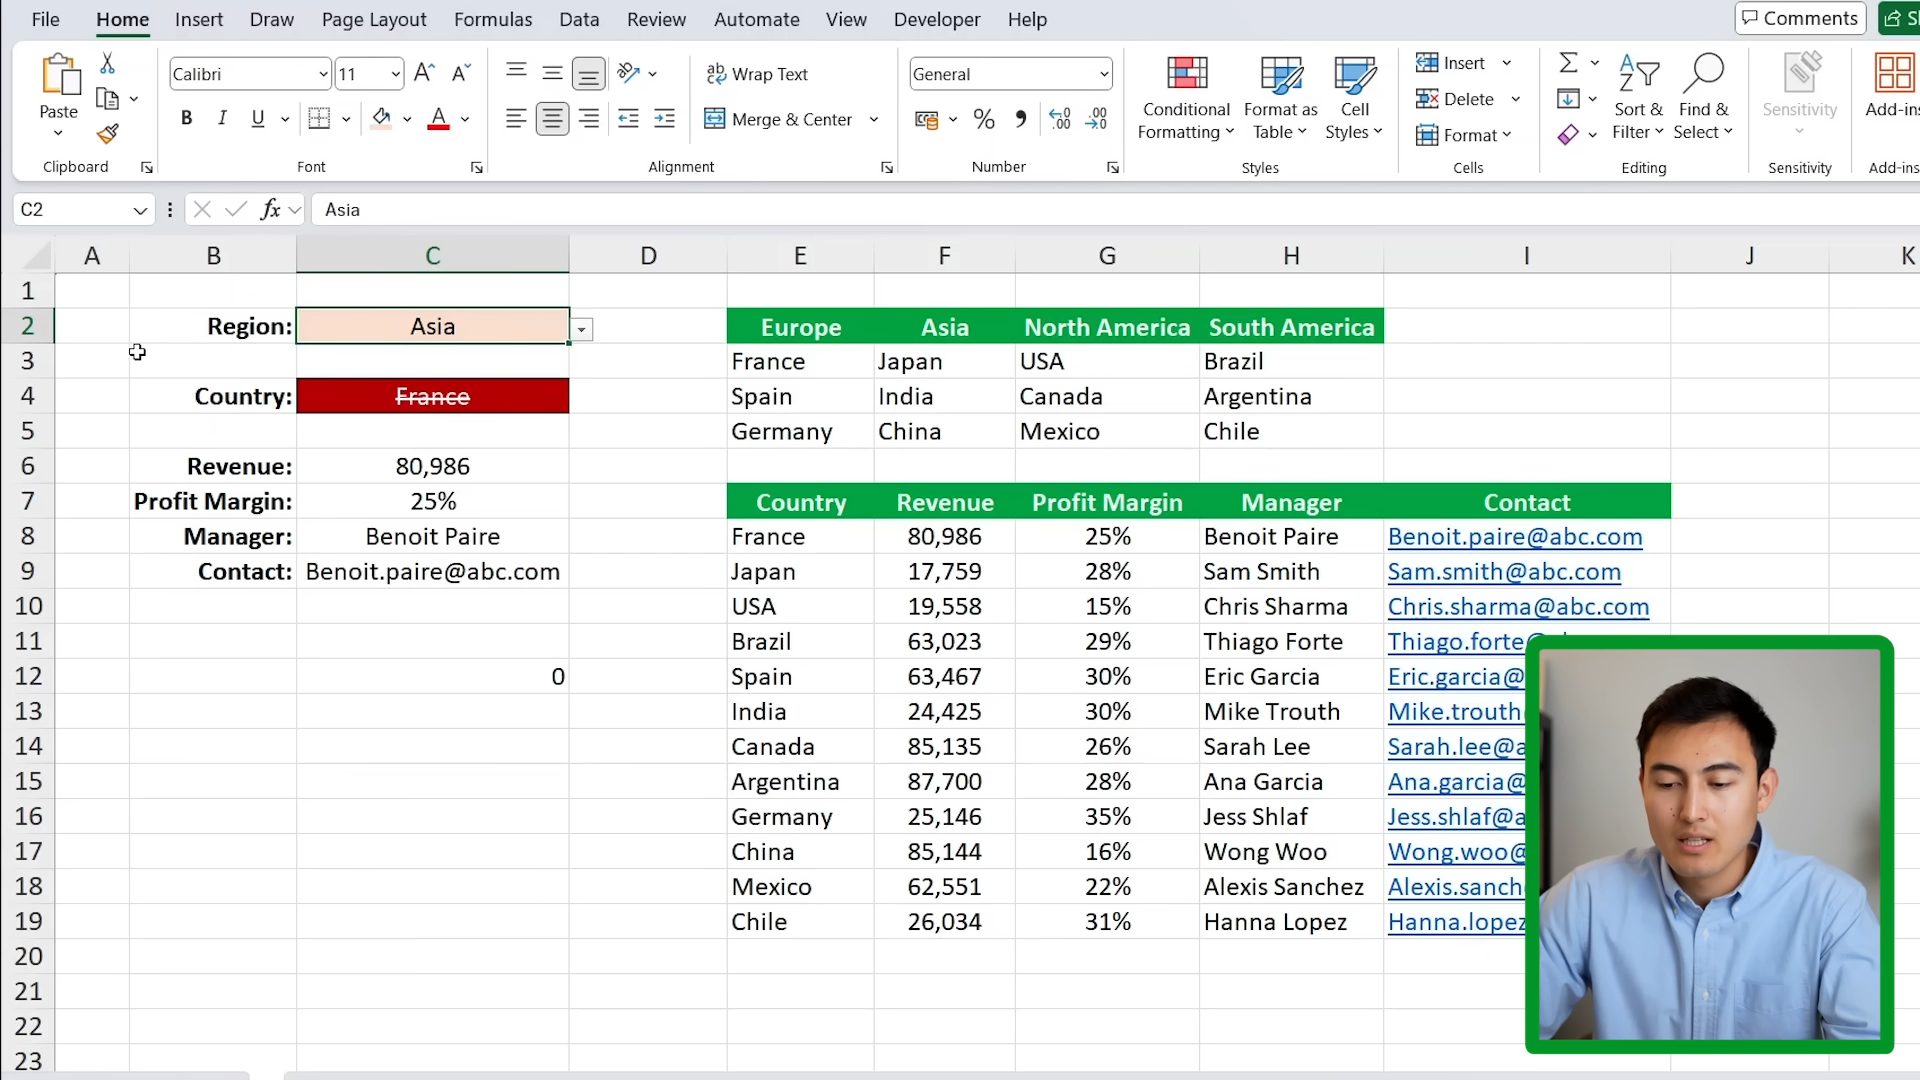 File Home Insert Draw Page Layout Formulas Data Review Automate View Developer Help Comments
Paste
Calibri 11
B I U A
ab Wrap Text
Merge & Center
General
% 9
Conditional Formatting
Format as Table
Cell Styles
Insert
Delete
Format
Sort & Filter
Find & Select
Sensitivity
Add-ins
Clipboard Font Alignment Number Styles Cells Editing Sensitivity Add-ins
C2 fx Asia
A B C D E F G H I J K
1
2 Region: Asia Europe Asia North America South America
3 France Japan USA Brazil
4 Country: France Spain India Canada Argentina
5 Germany China Mexico Chile
6 Revenue: 80,986
7 Profit Margin: 25% Country Revenue Profit Margin Manager Contact
8 Manager: Benoit Paire France 80,986 25% Benoit Paire Benoit.paire@abc.com
9 Contact: Benoit.paire@abc.com Japan 17,759 28% Sam Smith Sam.smith@abc.com
10 USA 19,558 15% Chris Sharma Chris.sharma@abc.com
11 Brazil 63,023 29% Thiago Forte Thiago.forte
12 0 Spain 63,467 30% Eric Garcia Eric.garcia@
13 India 24,425 30% Mike Trouth Mike.trouth
14 Canada 85,135 26% Sarah Lee Sarah.lee@a
15 Argentina 87,700 28% Ana Garcia Ana.garcia@
16 Germany 25,146 35% Jess Shlaf Jess.shlaf@a
17 China 85,144 16% Wong Woo Wong.woo@
18 Mexico 62,551 22% Alexis Sanchez Alexis.sanch
19 Chile 26,034 31% Hanna Lopez Hanna.lopez
20
21
22
23